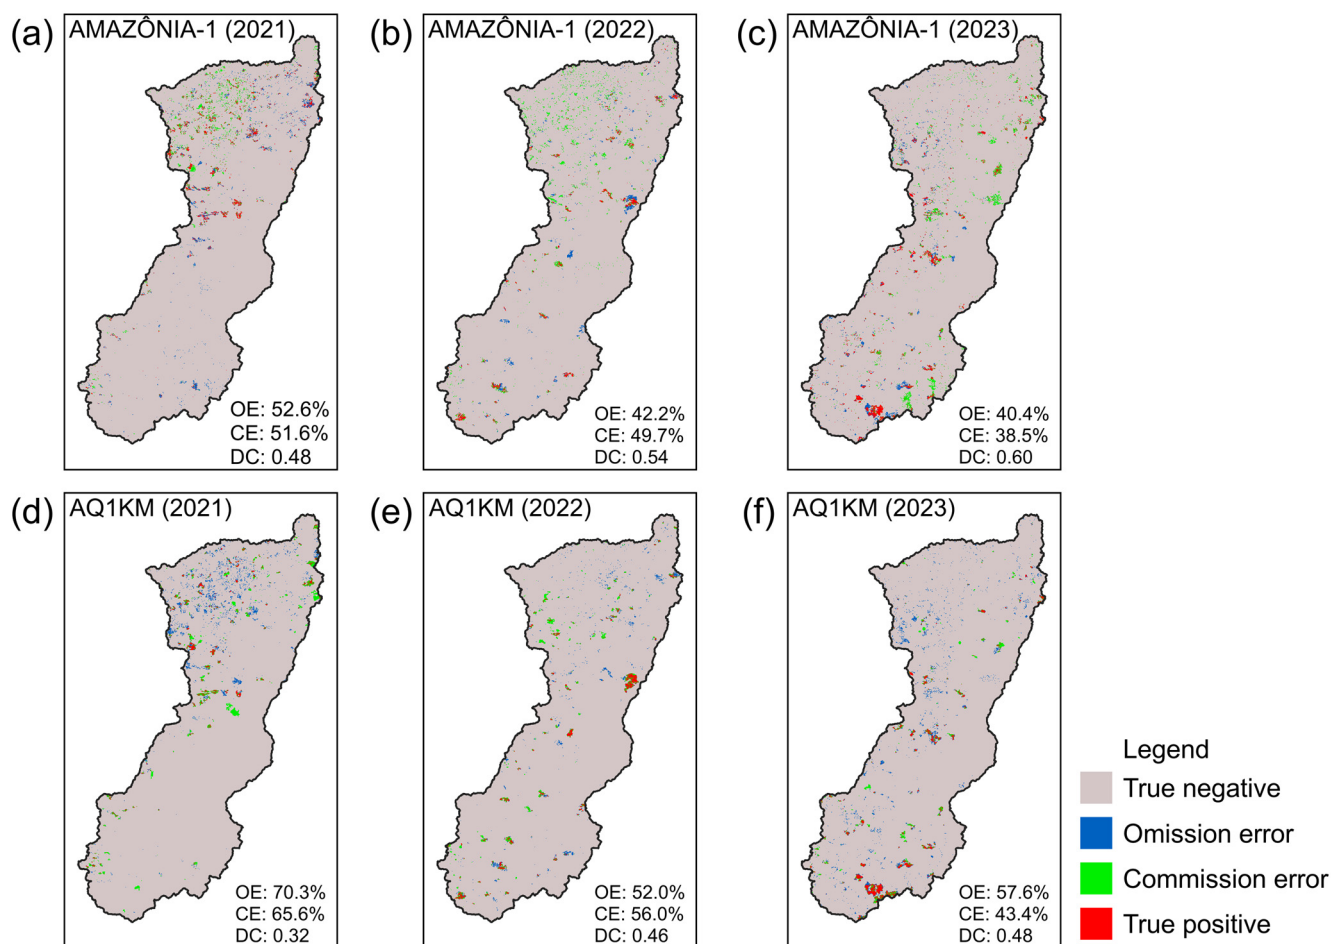 (a) AMAZÔNIA-1 (2021)
OE: 52.6%
CE: 51.6%
DC: 0.48
(b) AMAZÔNIA-1 (2022)
OE: 42.2%
CE: 49.7%
DC: 0.54
(c) AMAZÔNIA-1 (2023)
OE: 40.4%
CE: 38.5%
DC: 0.60
(d) AQ1KM (2021)
OE: 70.3%
CE: 65.6%
DC: 0.32
(e) AQ1KM (2022)
OE: 52.0%
CE: 56.0%
DC: 0.46
(f) AQ1KM (2023)
OE: 57.6%
CE: 43.4%
DC: 0.48
Legend
True negative
Omission error
Commission error
True positive